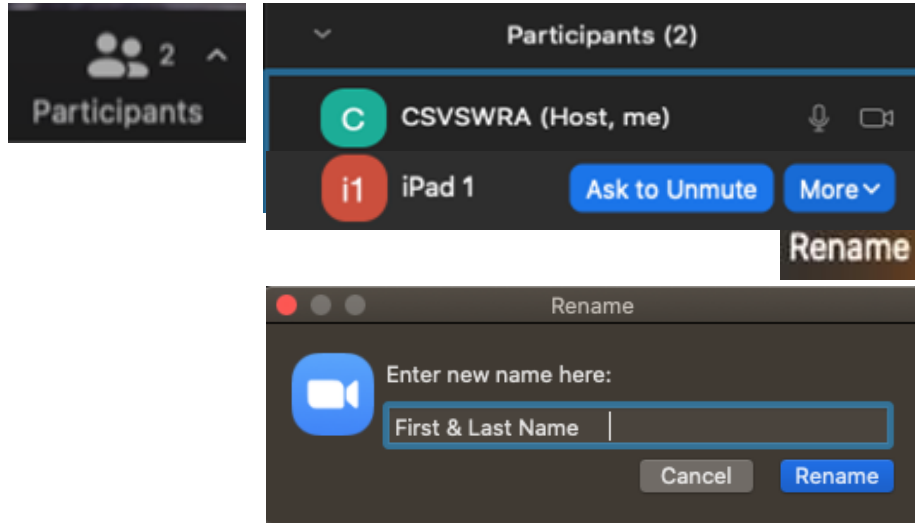 2
Participants
Participants (2)
C CSVSWRA (Host, me)
i1 iPad 1 Ask to Unmute More
Rename
Rename
Enter new name here:
First & Last Name
Cancel Rename